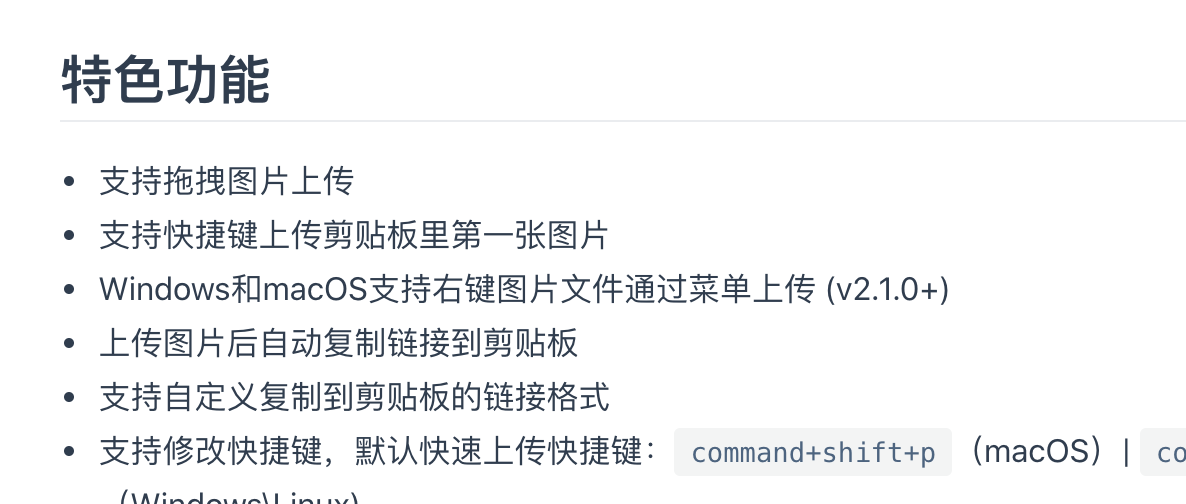 特色功能
支持拖拽图片上传
支持快捷键上传剪贴板里第一张图片
Windows和macOS支持右键图片文件通过菜单上传 (v2.1.0+)
上传图片后自动复制链接到剪贴板
支持自定义复制到剪贴板的链接格式
支持修改快捷键，默认快速上传快捷键： command+shift+p （macOS）| co
（Windows\Linux)